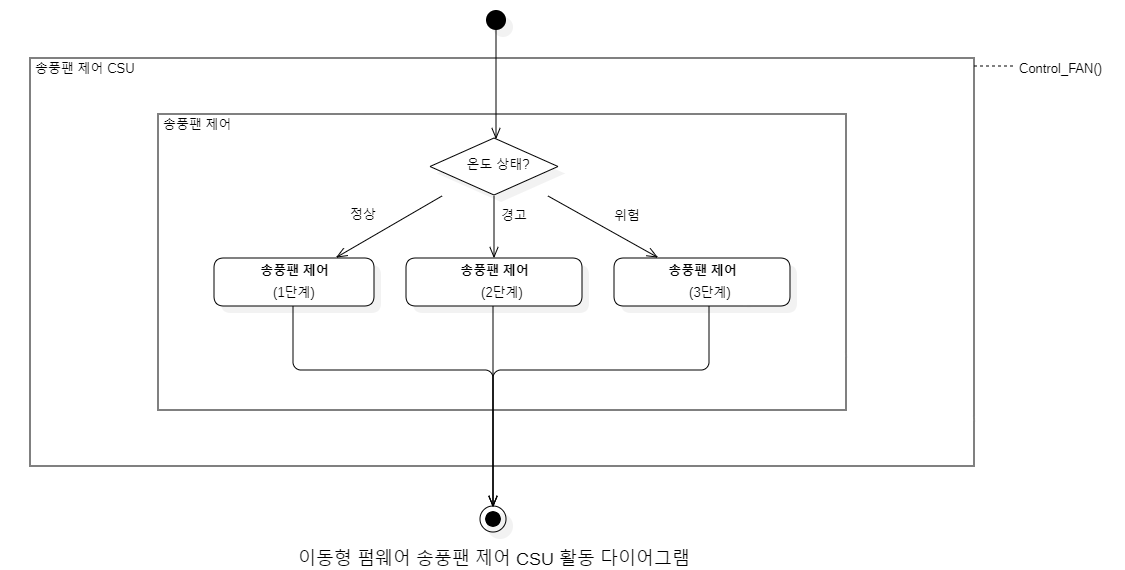 송풍팬 제어 CSU
Control_FAN()
송풍팬 제어
온도 상태?
정상
경고
위험
송풍팬 제어
(1단계)
송풍팬 제어
(2단계)
송풍팬 제어
(3단계)
이동형 펌웨어 송풍팬 제어 CSU 활동 다이어그램